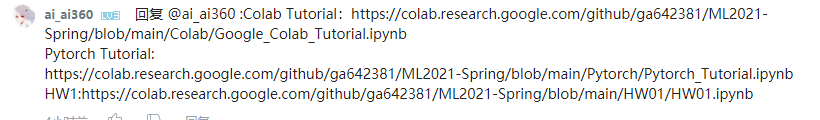 ai_ai360 回复 @ai_ai360 :Colab Tutorial：https://colab.research.google.com/github/ga642381/ML2021-
Spring/blob/main/Colab/Google_Colab_Tutorial.ipynb
Pytorch Tutorial:
https://colab.research.google.com/github/ga642381/ML2021-Spring/blob/main/Pytorch/Pytorch_Tutorial.ipynb
HW1:https://colab.research.google.com/github/ga642381/ML2021-Spring/blob/main/HW01/HW01.ipynb